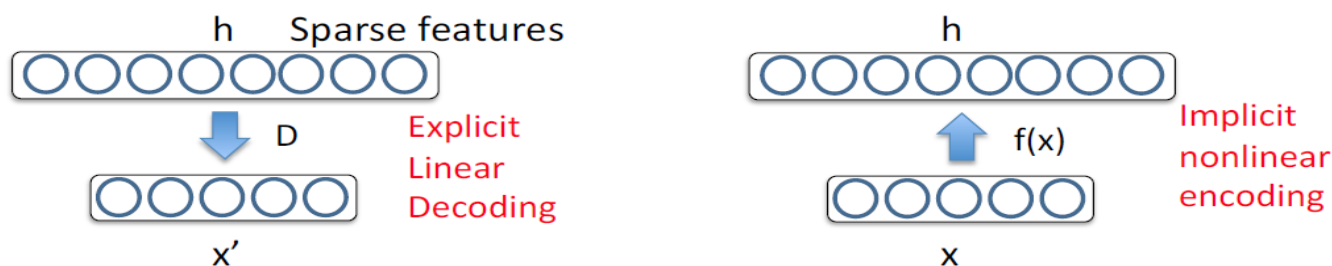 h Sparse features
D
Explicit
Linear
Decoding
x’
h
f(x)
Implicit
nonlinear
encoding
x